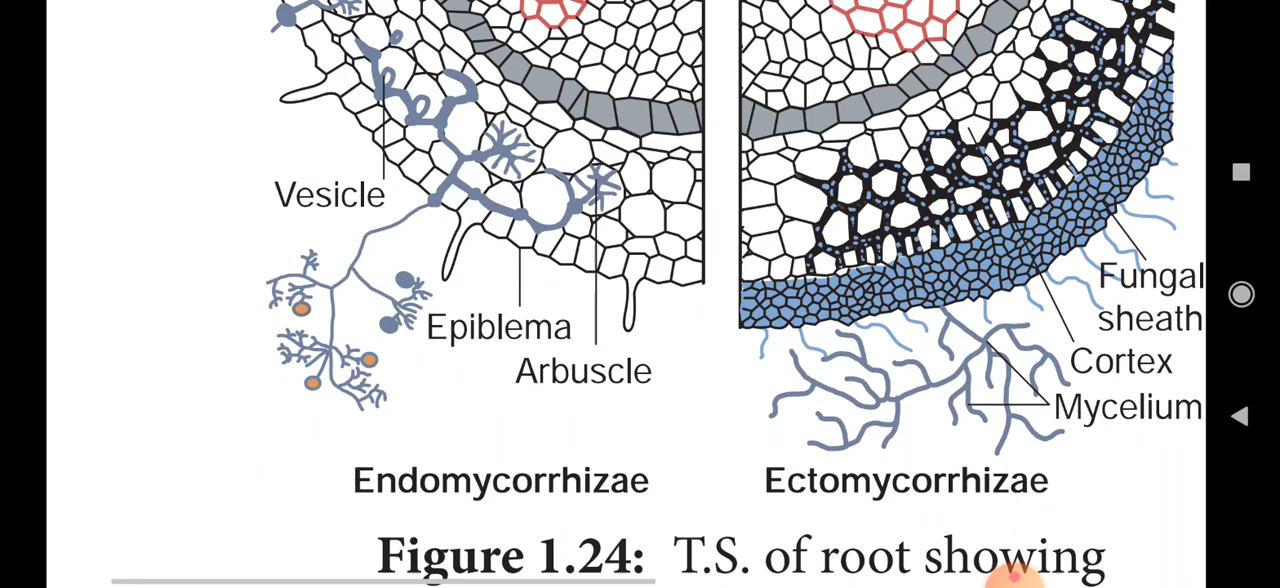 Vesicle
Epiblema
Arbuscle
Fungal
sheath
Cortex
Mycelium
Endomycorrhizae
Ectomycorrhizae
Figure 1.24: T.S. of root showing